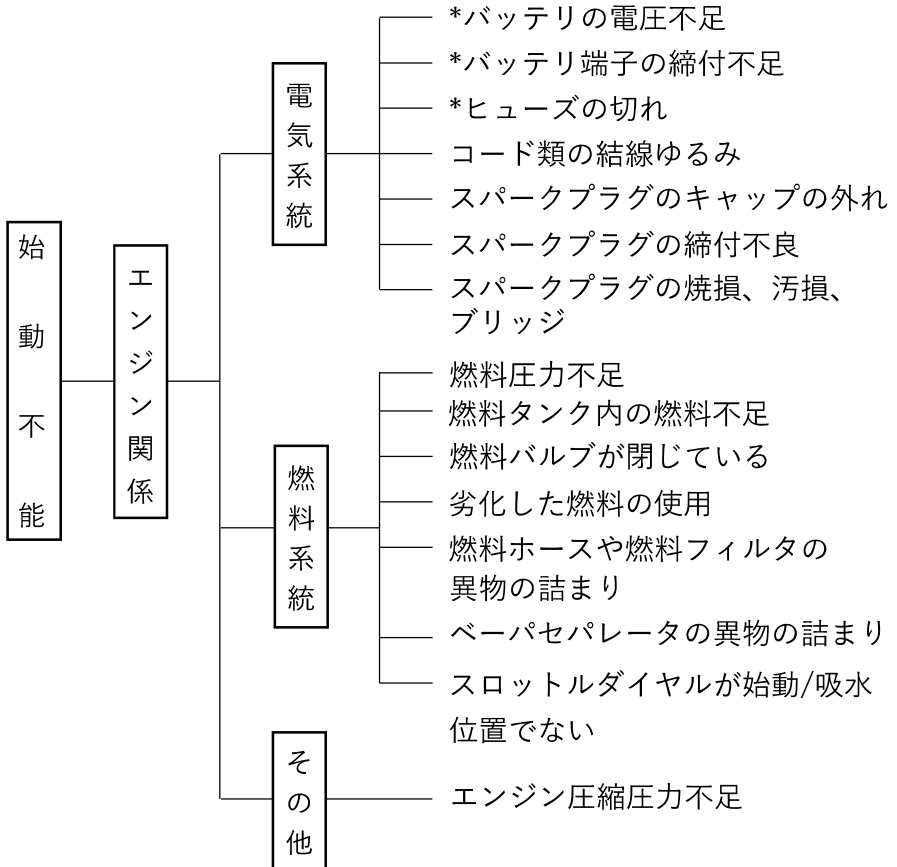 始動不能
エンジン関係
電気系統
*バッテリの電圧不足
*バッテリ端子の締付不足
*ヒューズの切れ
コード類の結線ゆるみ
スパークプラグのキャップの外れ
スパークプラグの締付不良
スパークプラグの焼損、汚損、
ブリッジ
燃料系統
燃料圧力不足
燃料タンク内の燃料不足
燃料バルブが閉じている
劣化した燃料の使用
燃料ホースや燃料フィルタの
異物の詰まり
ベーパセパレータの異物の詰まり
スロットルダイヤルが始動/吸水
位置でない
その他
エンジン圧縮圧力不足